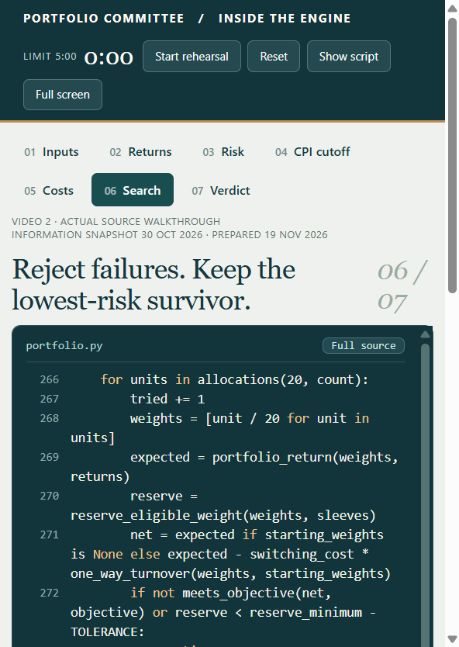 PORTFOLIO COMMITTEE / INSIDE THE ENGINE
LIMIT 5:00 0:00 Start rehearsal Reset Show script
Full screen
01 Inputs 02 Returns 03 Risk 04 CPI cutoff
05 Costs 06 Search 07 Verdict
VIDEO 2 · ACTUAL SOURCE WALKTHROUGH
INFORMATION SNAPSHOT 30 OCT 2026 · PREPARED 19 NOV 2026
Reject failures. Keep the
lowest-risk survivor.
06 /
07
portfolio.py Full source
266 for units in allocations(20, count):
267 tried += 1
268 weights = [unit / 20 for unit in
units]
269 expected = portfolio_return(weights,
returns)
270 reserve =
reserve_eligible_weight(weights, sleeves)
271 net = expected if starting_weights
is None else expected - switching_cost *
one_way_turnover(weights, starting_weights)
272 if not meets_objective(net,
objective) or reserve < reserve_minimum -
TOLERANCE: